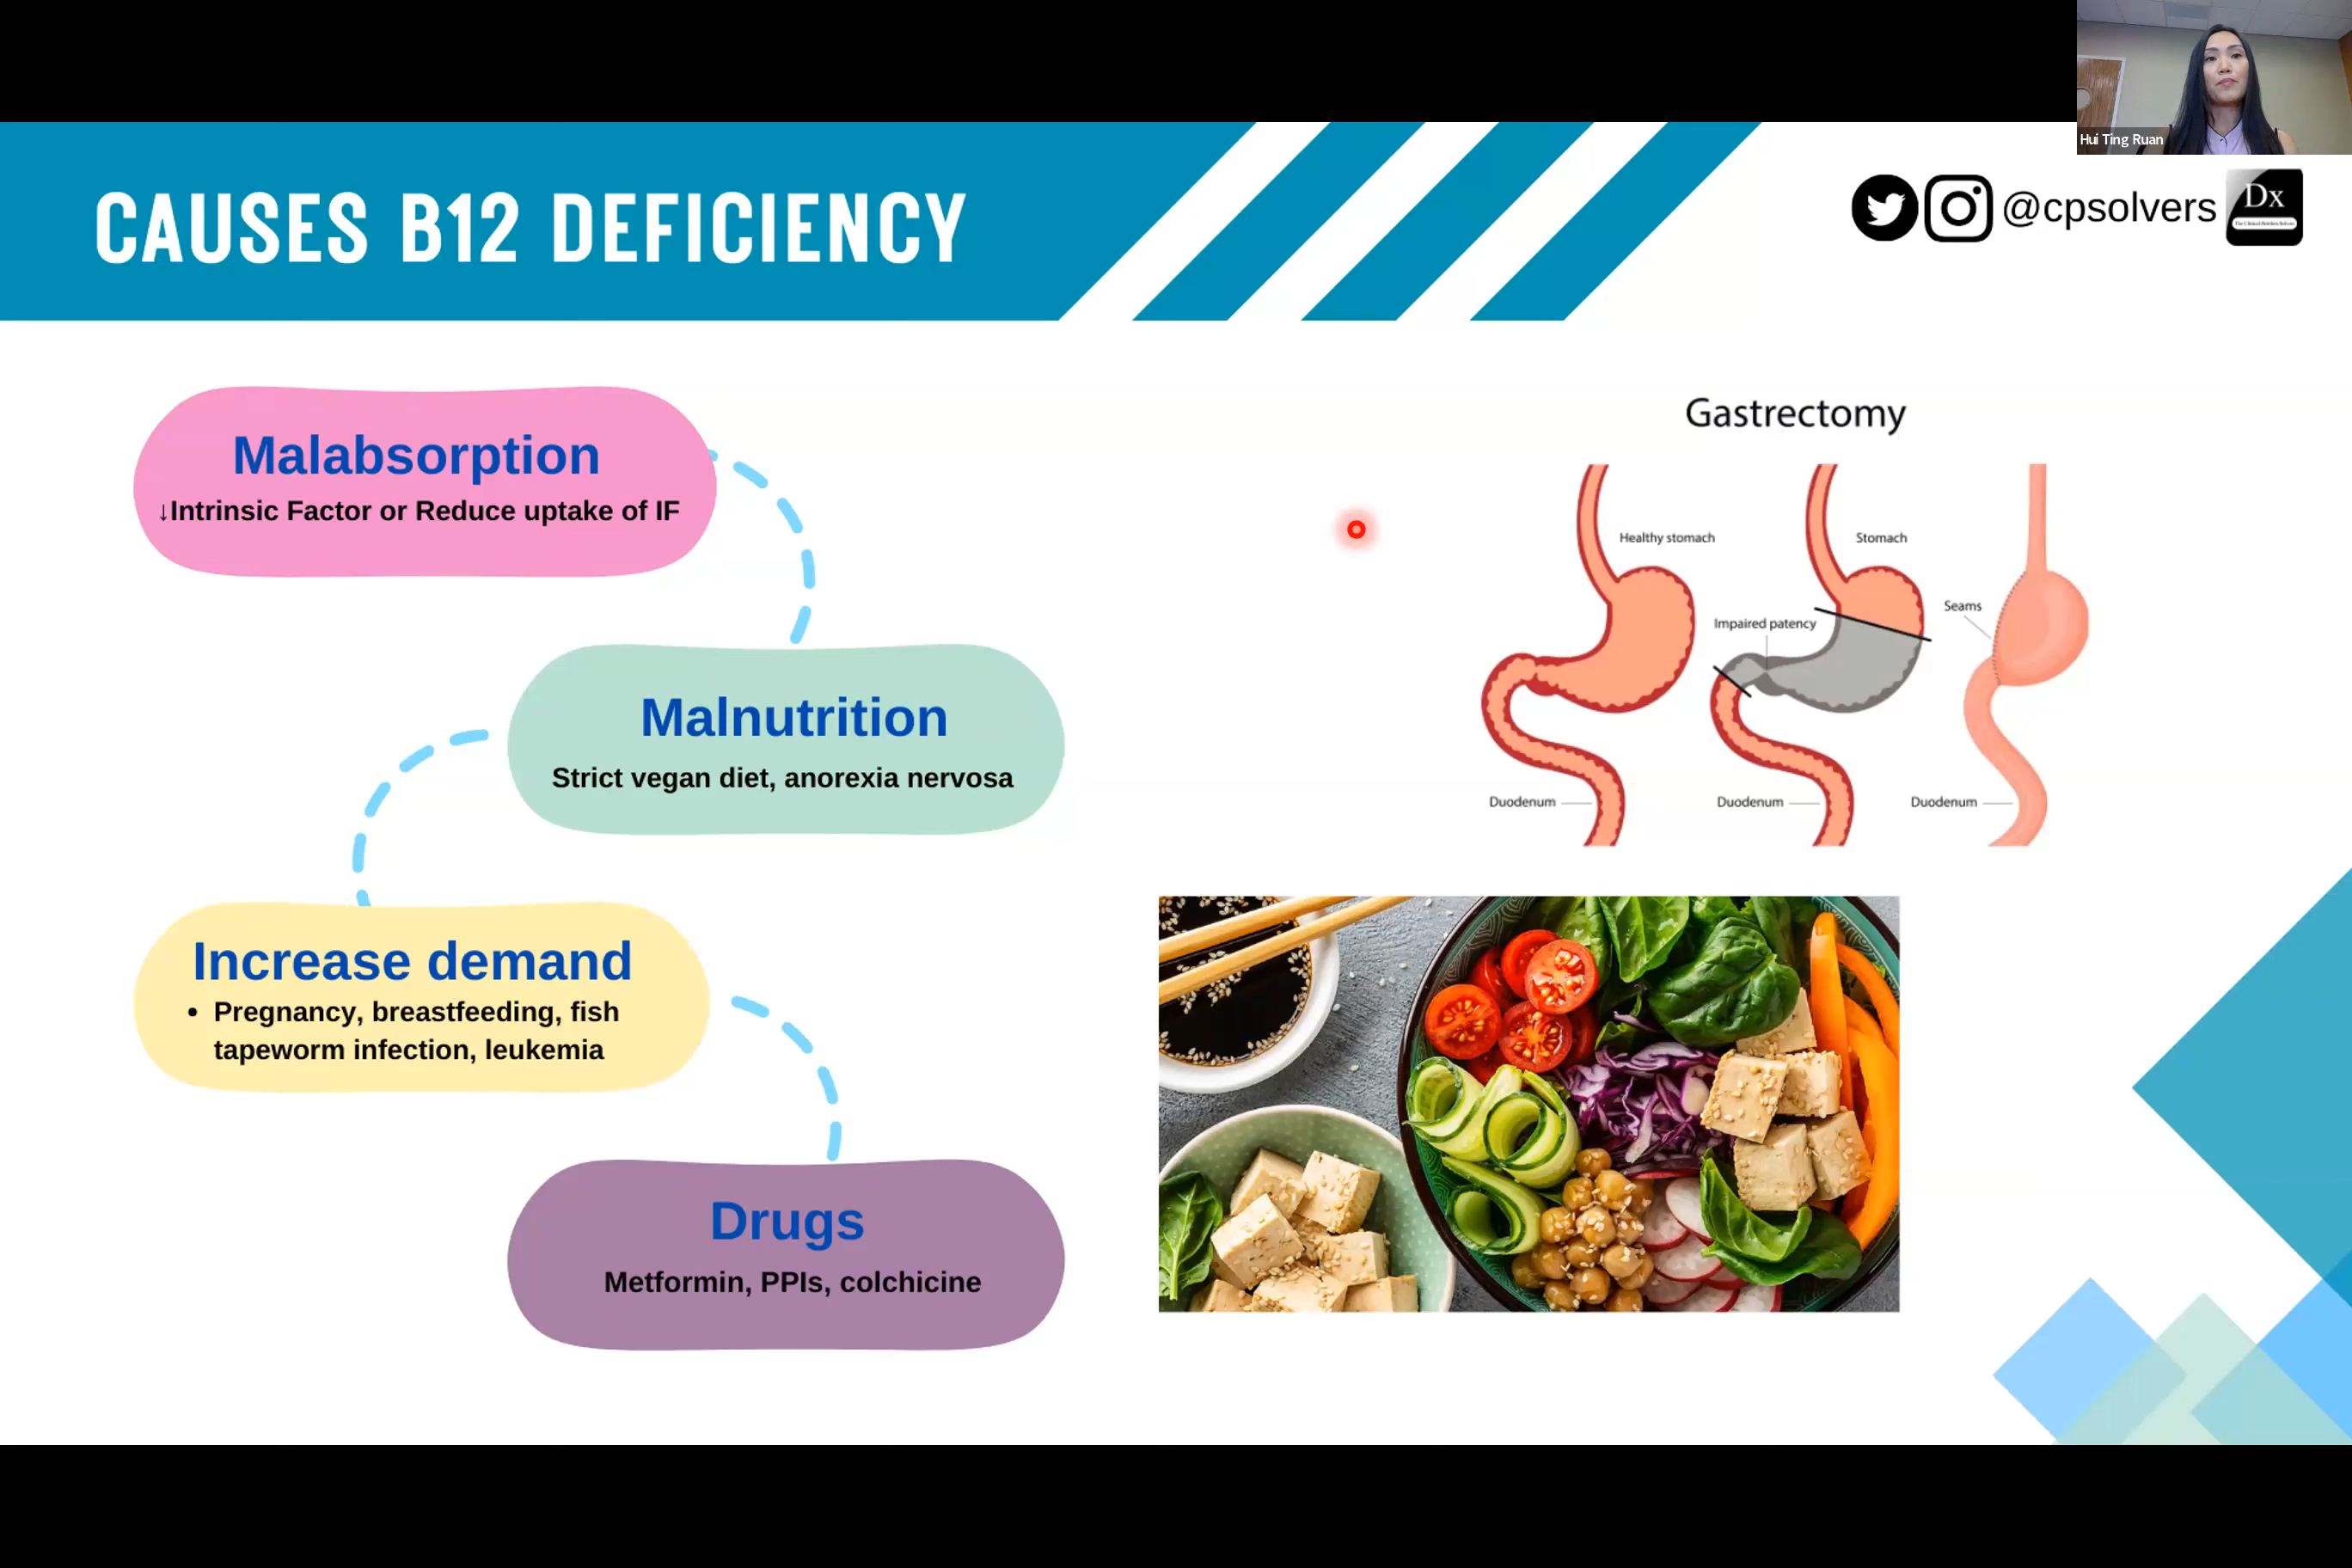 Hui Ting Ruan
CAUSES B12 DEFICIENCY
@cpsolvers
Dx
Malabsorption
↓Intrinsic Factor or Reduce uptake of IF
Malnutrition
Strict vegan diet, anorexia nervosa
Increase demand
• Pregnancy, breastfeeding, fish
tapeworm infection, leukemia
Drugs
Metformin, PPIs, colchicine
Gastrectomy
Healthy stomach
Stomach
Seams
Impaired patency
Duodenum
Duodenum
Duodenum